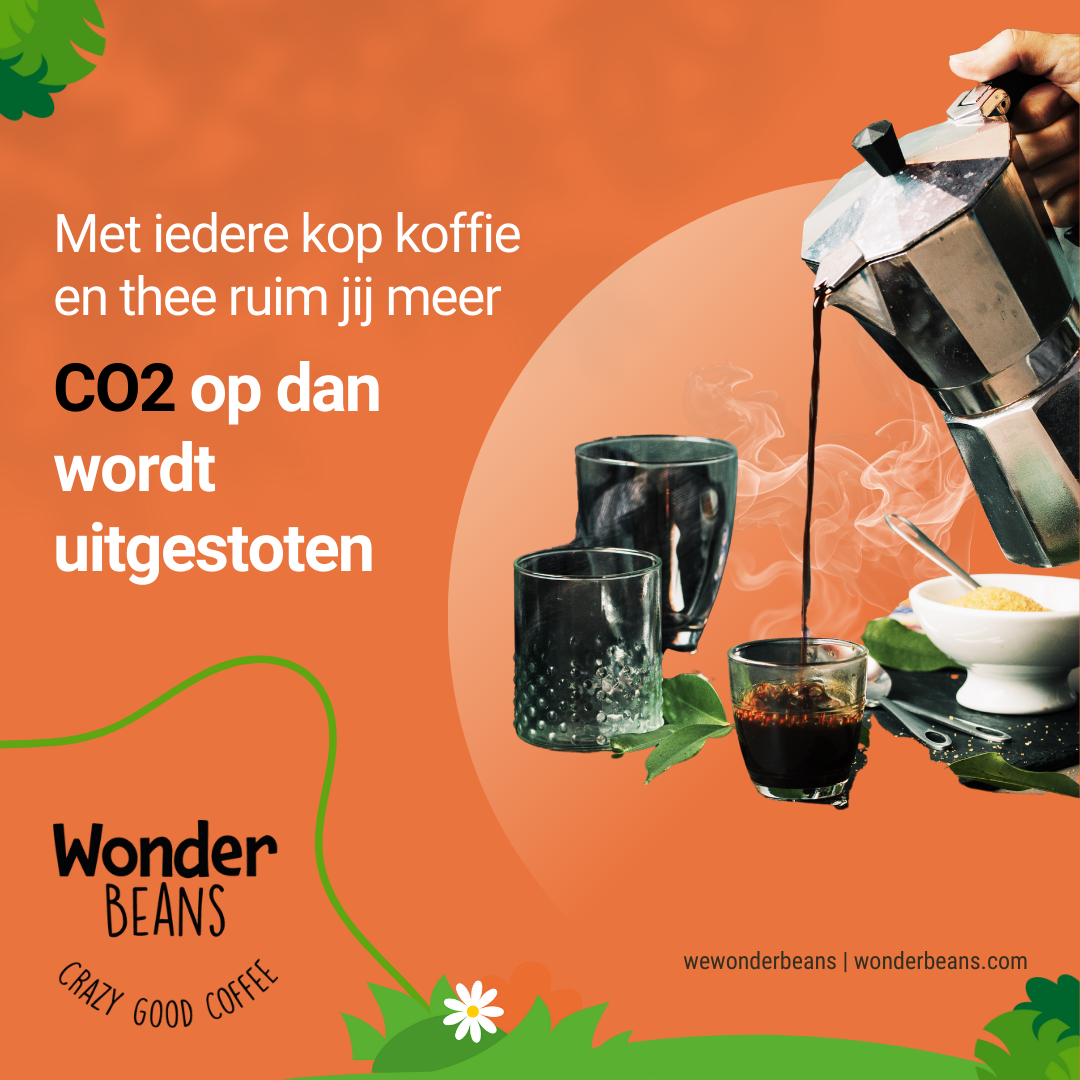 Met iedere kop koffie
en thee ruim jij meer
CO2 op dan
wordt
uitgestoten
Wonder
BEANS
CRAZY GOOD COFFEE
wewonderbeans | wonderbeans.com